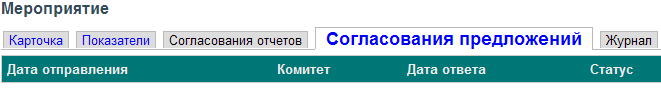 Мероприятие
Карточка Показатели Согласования отчетов Согласования предложений Журнал
Дата отправления Комитет Дата ответа Статус